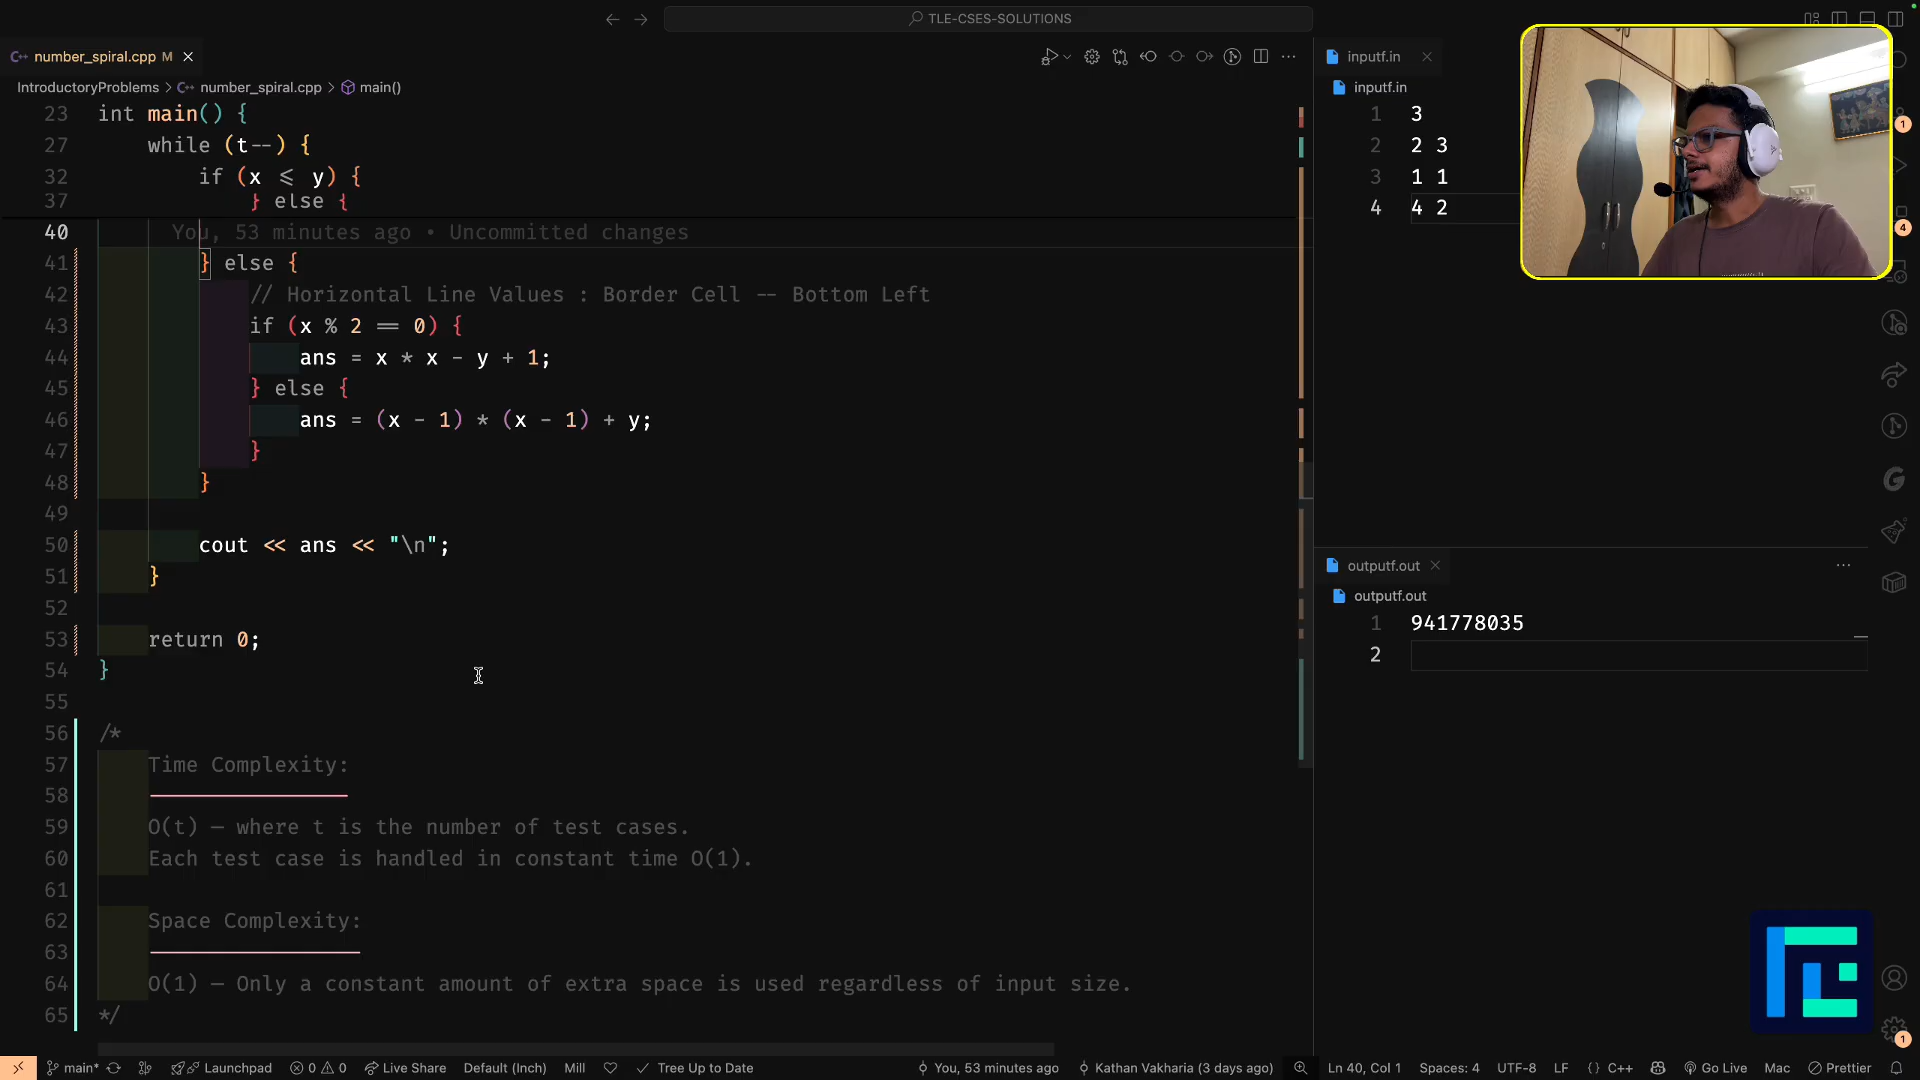 TLE-CSES-SOLUTIONS
number_spiral.cpp M
IntroductoryProblems > number_spiral.cpp > main()
23 int main() {
27 while (t--) {
32 if (x <= y) {
37 } else {
40 You, 53 minutes ago • Uncommitted changes
41 } else {
42 // Horizontal Line Values : Border Cell -- Bottom Left
43 if (x % 2 == 0) {
44 ans = x * x - y + 1;
45 } else {
46 ans = (x - 1) * (x - 1) + y;
47 }
48 }
49
50 cout << ans << "\n";
51 }
52
53 return 0;
54 }
55
56 /*
57 Time Complexity:
58
59 O(t) — where t is the number of test cases.
60 Each test case is handled in constant time O(1).
61
62 Space Complexity:
63
64 O(1) — Only a constant amount of extra space is used regardless of input size.
65 */
inputf.in
inputf.in
1 3
2 2 3
3 1 1
4 4 2
outputf.out
outputf.out
1 941778035
2
1
4
1
main* Launchpad 0 0 Live Share Default (Inch) Mill Tree Up to Date You, 53 minutes ago Kathan Vakharia (3 days ago) Ln 40, Col 1 Spaces: 4 UTF-8 LF {} C++ Go Live Mac Prettier